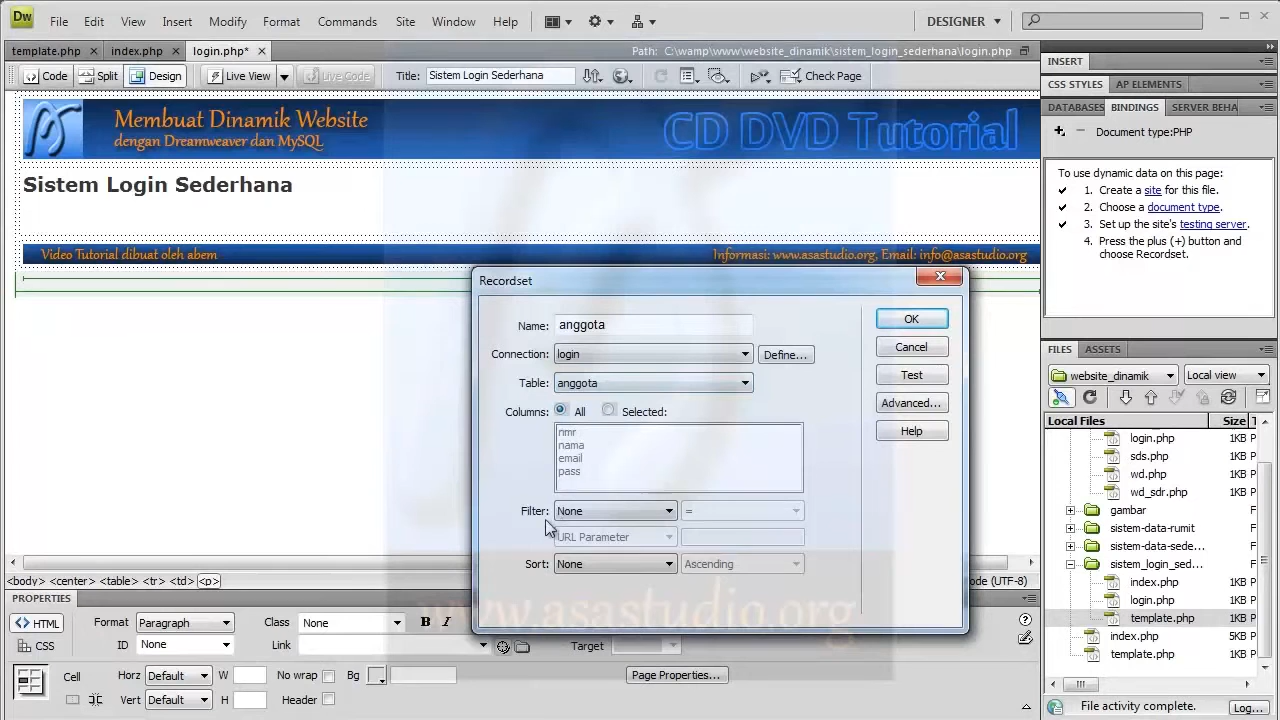 Dw File Edit View Insert Modify Format Commands Site Window Help DESIGNER
template.php index.php login.php* Path: C:\wamp\www\website_dinamik\sistem_login_sederhana\login.php
Code Split Design Live View Live Code Title: Sistem Login Sederhana Check Page
Membuat Dinamik Website
dengan Dreamweaver dan MySQL
CD DVD Tutorial
Sistem Login Sederhana
Video Tutorial dibuat oleh abem
Informasi: www.asastudio.org, Email: info@asastudio.org
Recordset
Name: anggota
Connection: login Define...
Table: anggota
Columns: All Selected:
nmr
nama
email
pass
Filter: None =
URL Parameter
Sort: None Ascending
OK
Cancel
Test
Advanced...
Help
www.asastudio.org
INSERT
CSS STYLES AP ELEMENTS
DATABASES BINDINGS SERVER BEHA
Document type:PHP
To use dynamic data on this page:
1. Create a site for this file.
2. Choose a document type.
3. Set up the site's testing server.
4. Press the plus (+) button and
choose Recordset.
FILES ASSETS
website_dinamik Local view
Local Files Size T
login.php 1KB P
sds.php 1KB P
wd.php 1KB P
wd_sdr.php 1KB P
gambar F
sistem-data-rumit F
sistem-data-sede... F
sistem_login_sed... F
index.php 1KB P
login.php 1KB P
template.php 1KB P
index.php 5KB P
template.php 1KB P
File activity complete. Log...
<body> <center> <table> <tr> <td> <p> ode (UTF-8)
PROPERTIES
HTML Format Paragraph Class None B I
CSS ID None Link Target
Cell Horz Default W No wrap Bg Page Properties...
Vert Default H Header